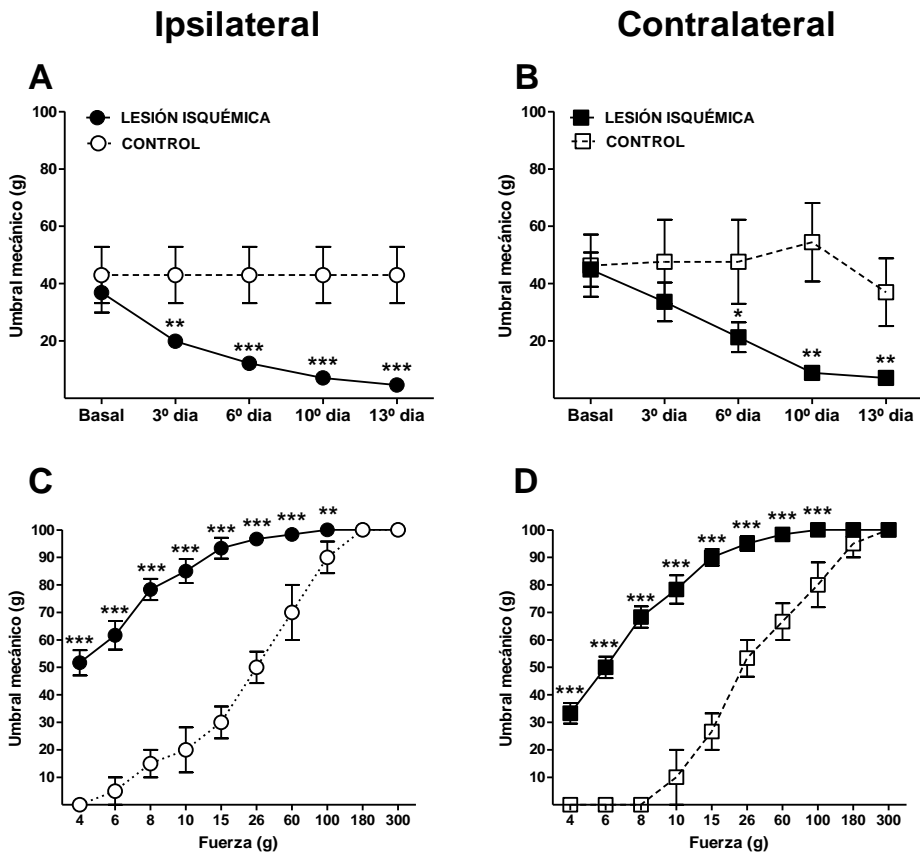 Ipsilateral
Contralateral
A
100
80
60
40
20
Umbral mecánico (g)
LESIÓN ISQUÉMICA
CONTROL
**
***
***
***
Basal
3º dia
6º dia
10º dia
13º dia
B
100
80
60
40
20
Umbral mecánico (g)
LESIÓN ISQUÉMICA
CONTROL
*
**
**
Basal
3º dia
6º dia
10º dia
13º dia
C
100
90
80
70
60
50
40
30
20
10
Umbral mecánico (g)
***
***
***
***
***
***
***
**
4
6
8
10
15
26
60
100
180
300
Fuerza (g)
D
100
90
80
70
60
50
40
30
20
10
Umbral mecánico (g)
***
***
***
***
***
***
***
***
4
6
8
10
15
26
60
100
180
300
Fuerza (g)